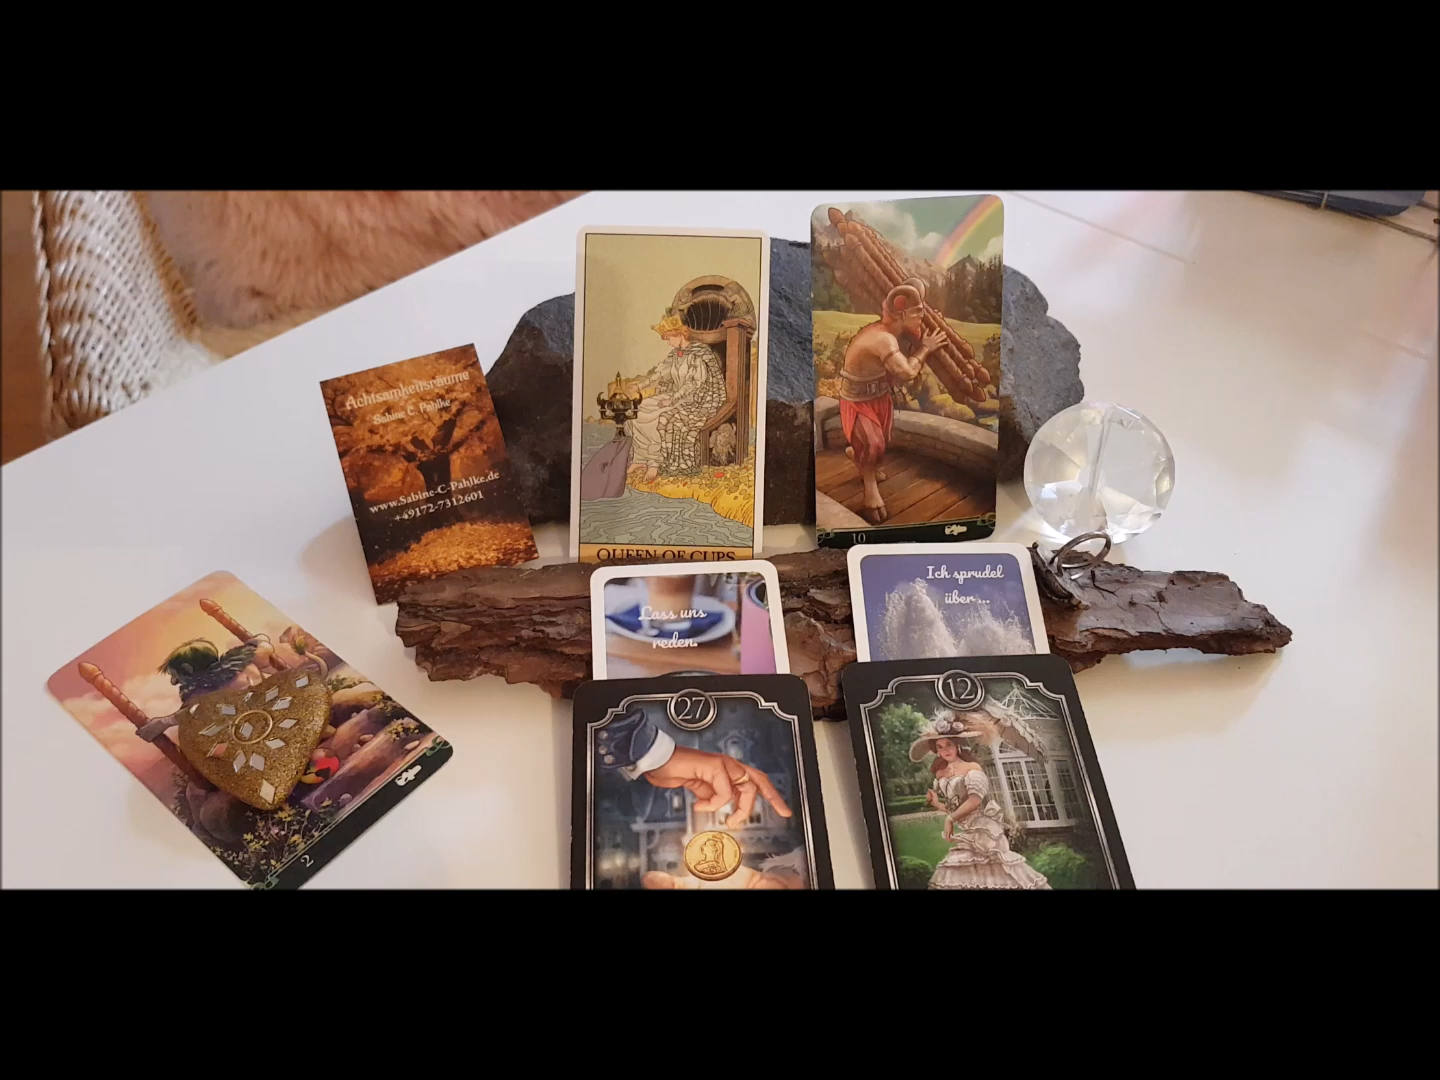 Achtsamkeitsräume
Sabine C. Pahlke
www.Sabine-C-Pahlke.de
+49172-7312601
QUEEN OF CUPS
10
Lass uns
reden.
Ich sprudel
über ...
27
12
2